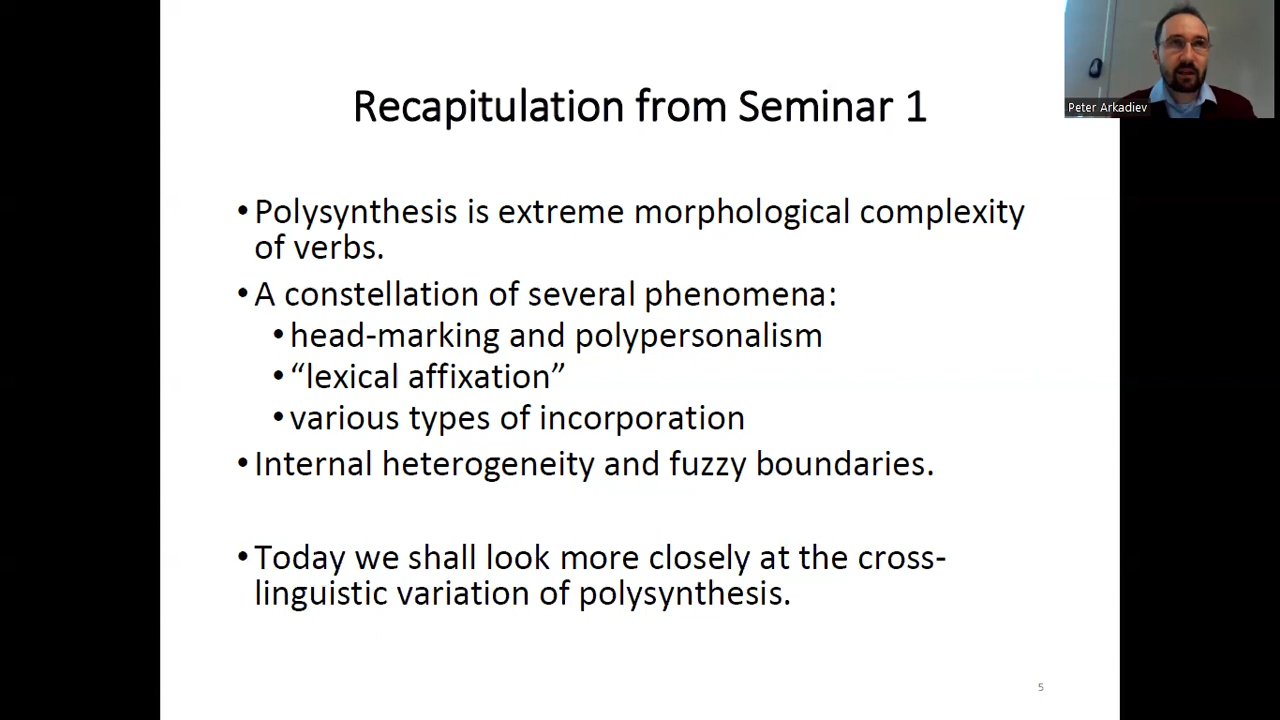 Peter Arkadiev
Recapitulation from Seminar 1
•Polysynthesis is extreme morphological complexity
of verbs.
•A constellation of several phenomena:
•head-marking and polypersonalism
•“lexical affixation”
•various types of incorporation
•Internal heterogeneity and fuzzy boundaries.
•Today we shall look more closely at the cross-
linguistic variation of polysynthesis.
5